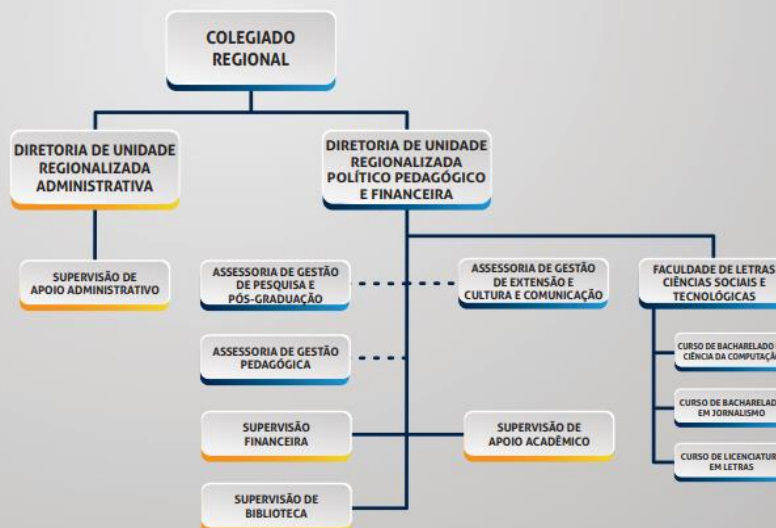 COLEGIADO
REGIONAL
DIRETORIA DE UNIDADE
REGIONALIZADA
ADMINISTRATIVA
DIRETORIA DE UNIDADE
REGIONALIZADA
POLÍTICO PEDAGÓGICO
E FINANCEIRA
SUPERVISÃO DE
APOIO ADMINISTRATIVO
ASSESSORIA DE GESTÃO
DE PESQUISA E
PÓS-GRADUAÇÃO
ASSESSORIA DE GESTÃO
DE EXTENSÃO E
CULTURA E COMUNICAÇÃO
FACULDADE DE LETRAS
CIÊNCIAS SOCIAIS E
TECNOLÓGICAS
ASSESSORIA DE GESTÃO
PEDAGÓGICA
CURSO DE BACHARELADO
CIÊNCIA DA COMPUTAÇÃ
SUPERVISÃO
FINANCEIRA
SUPERVISÃO DE
APOIO ACADÊMICO
CURSO DE BACHARELAD
EM JORNALISMO
CURSO DE LICENCIATUR
EM LETRAS
SUPERVISÃO DE
BIBLIOTECA